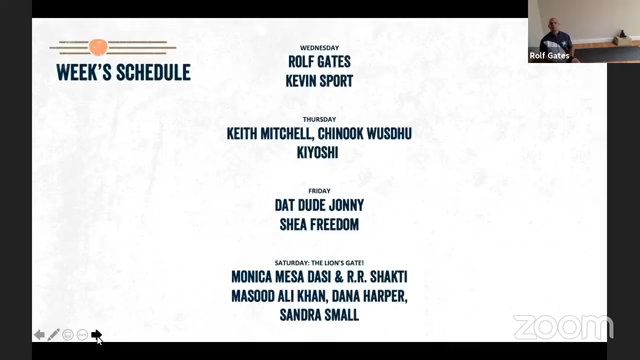 WEEK'S SCHEDULE
WEDNESDAY
ROLF GATES
KEVIN SPORT
THURSDAY
KEITH MITCHELL, CHINOOK WUSDHU
KIYOSHI
FRIDAY
DAT DUDE JONNY
SHEA FREEDOM
SATURDAY: THE LION'S GATE!
MONICA MESA DASI & R.R. SHAKTI
MASOOD ALI KHAN, DANA HARPER,
SANDRA SMALL
Rolf Gates
zoom